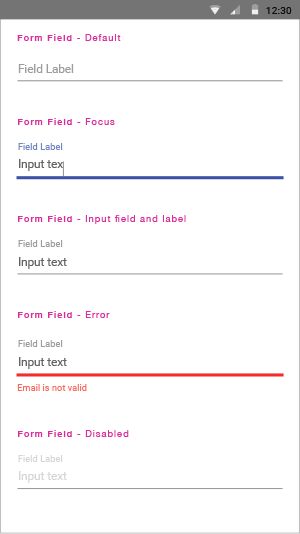 12:30
Form Field - Default
Field Label
Form Field - Focus
Field Label
Input tex
Form Field - Input field and label
Field Label
Input text
Form Field - Error
Field Label
Input text
Email is not valid
Form Field - Disabled
Field Label
Input text